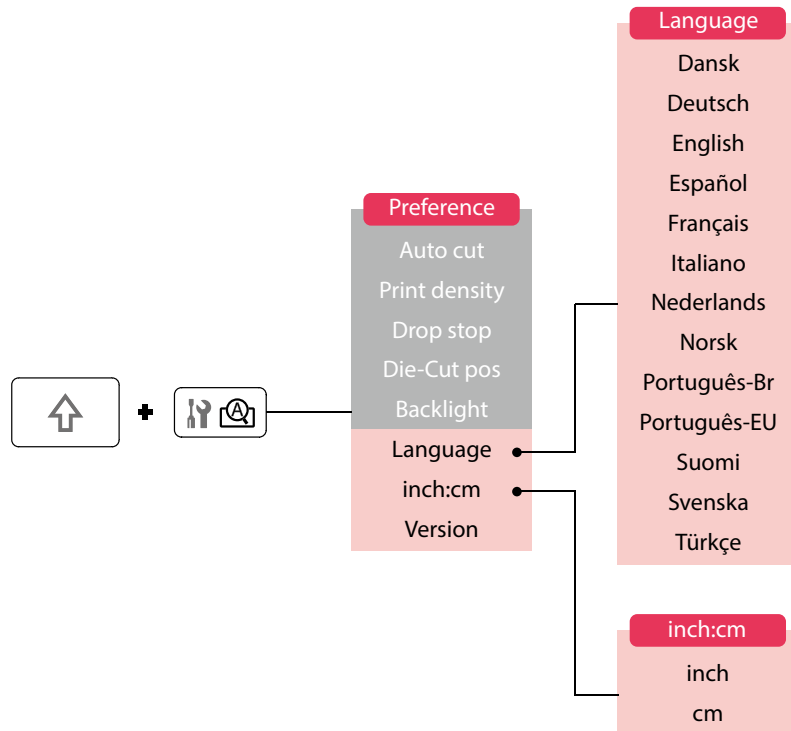 Preference
Auto cut
Print density
Drop stop
Die-Cut pos
Backlight
Language
inch:cm
Version
Language
Dansk
Deutsch
English
Español
Français
Italiano
Nederlands
Norsk
Português-Br
Português-EU
Suomi
Svenska
Türkçe
inch:cm
inch
cm
A